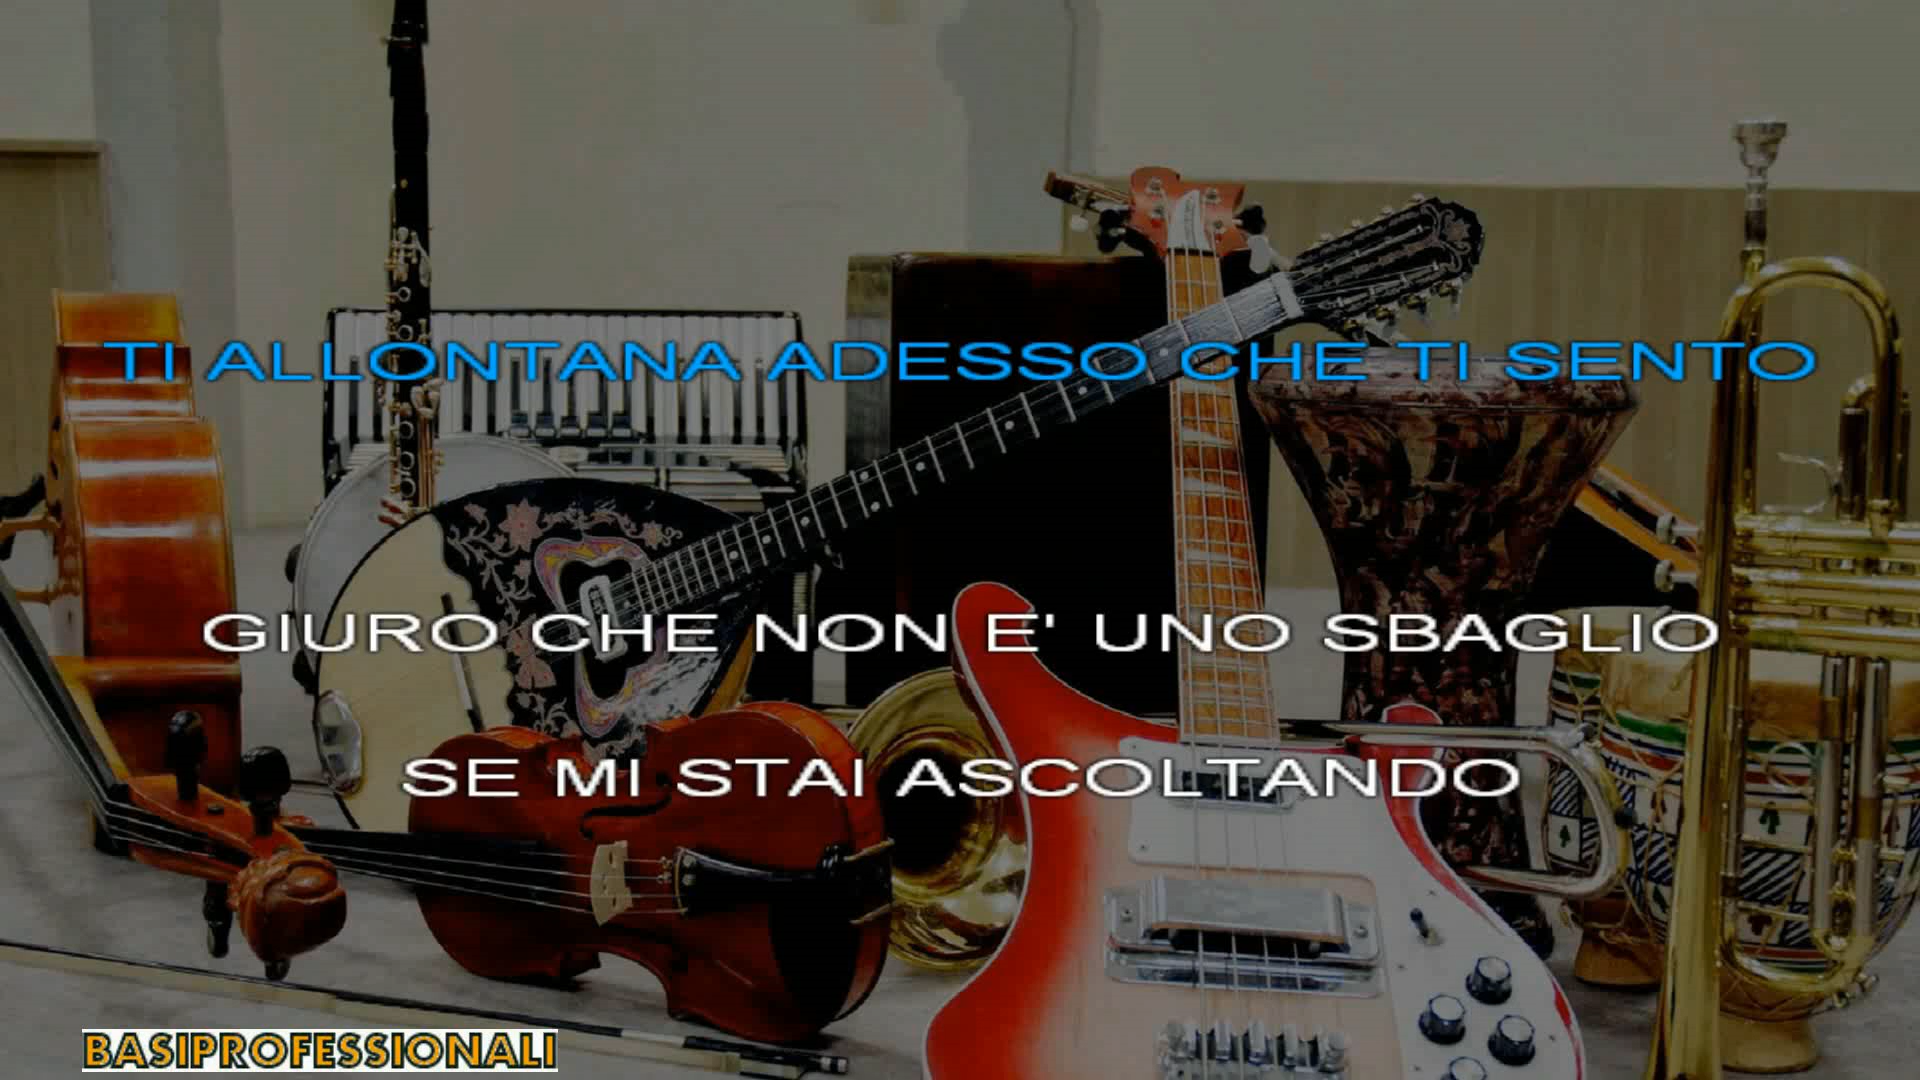 TI ALLONTANA ADESSO CHE TI SENTO
GIURO CHE NON E' UNO SBAGLIO
SE MI STAI ASCOLTANDO
BASIPROFESSIONALI